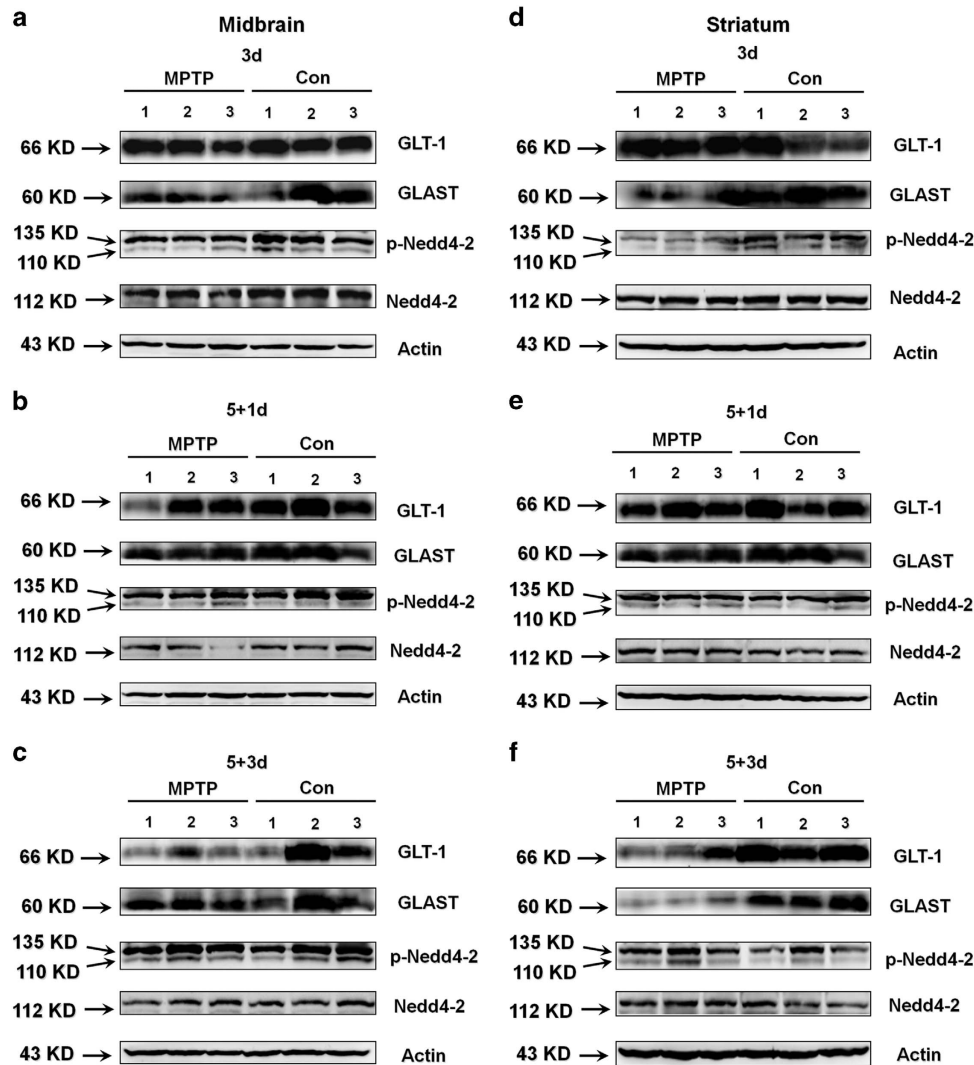 a
Midbrain
3d
MPTP Con
1 2 3 1 2 3
66 KD GLT-1
60 KD GLAST
135 KD p-Nedd4-2
110 KD
112 KD Nedd4-2
43 KD Actin
b
5+1d
MPTP Con
1 2 3 1 2 3
66 KD GLT-1
60 KD GLAST
135 KD p-Nedd4-2
110 KD
112 KD Nedd4-2
43 KD Actin
c
5+3d
MPTP Con
1 2 3 1 2 3
66 KD GLT-1
60 KD GLAST
135 KD p-Nedd4-2
110 KD
112 KD Nedd4-2
43 KD Actin
d
Striatum
3d
MPTP Con
1 2 3 1 2 3
66 KD GLT-1
60 KD GLAST
135 KD p-Nedd4-2
110 KD
112 KD Nedd4-2
43 KD Actin
e
5+1d
MPTP Con
1 2 3 1 2 3
66 KD GLT-1
60 KD GLAST
135 KD p-Nedd4-2
110 KD
112 KD Nedd4-2
43 KD Actin
f
5+3d
MPTP Con
1 2 3 1 2 3
66 KD GLT-1
60 KD GLAST
135 KD p-Nedd4-2
110 KD
112 KD Nedd4-2
43 KD Actin